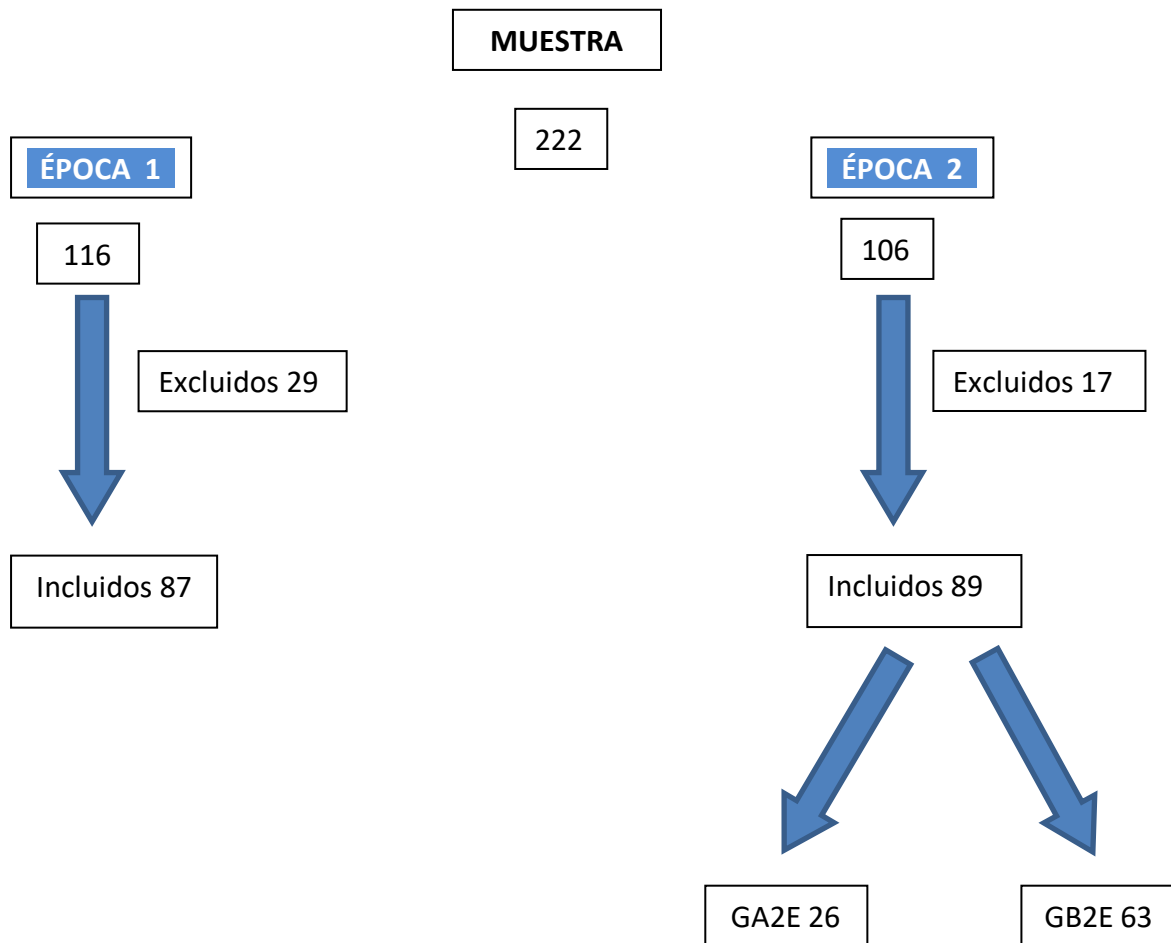 MUESTRA
222
ÉPOCA 1
ÉPOCA 2
116
106
Excluidos 29
Excluidos 17
Incluidos 87
Incluidos 89
GA2E 26
GB2E 63